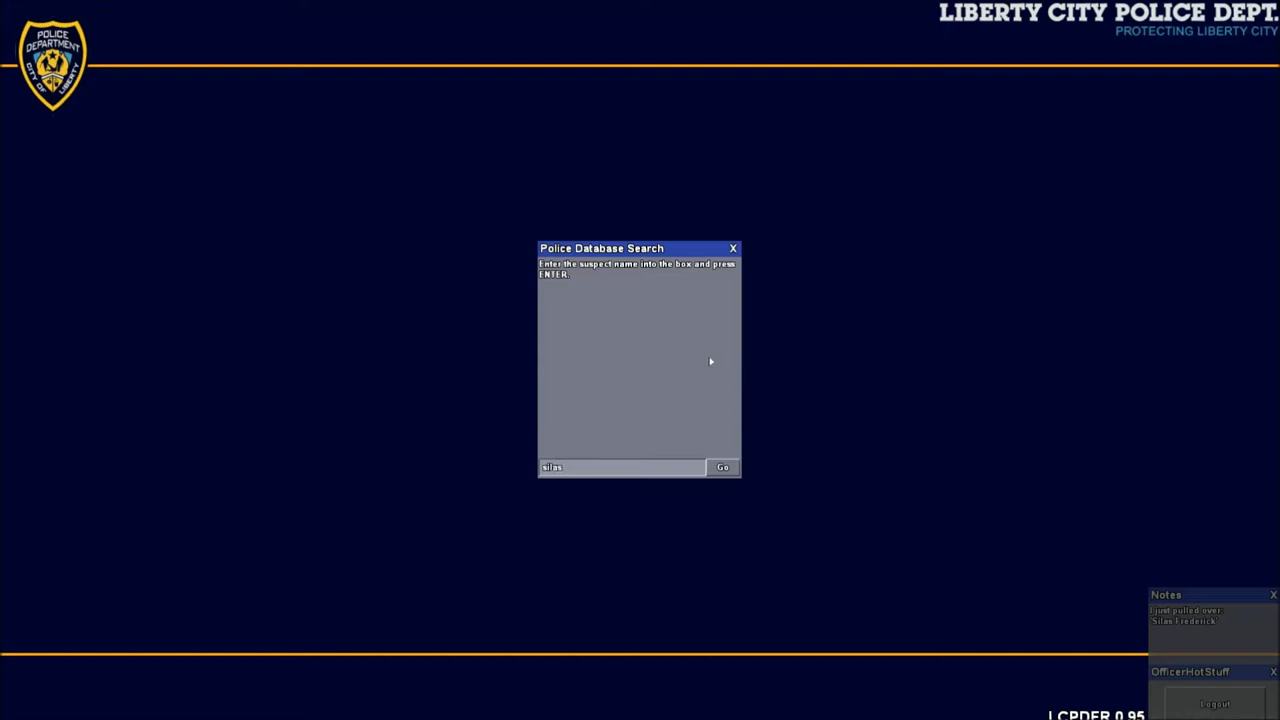 LIBERTY CITY POLICE DEPT.
PROTECTING LIBERTY CITY
POLICE
DEPARTMENT
CITY OF LIBERTY
Police Database Search X
Enter the suspect name into the box and press
ENTER.
silas Go
Notes X
I just pulled over:
'Silas Frederick'
OfficerHotStuff X
Logout
LCPDFR 0.95